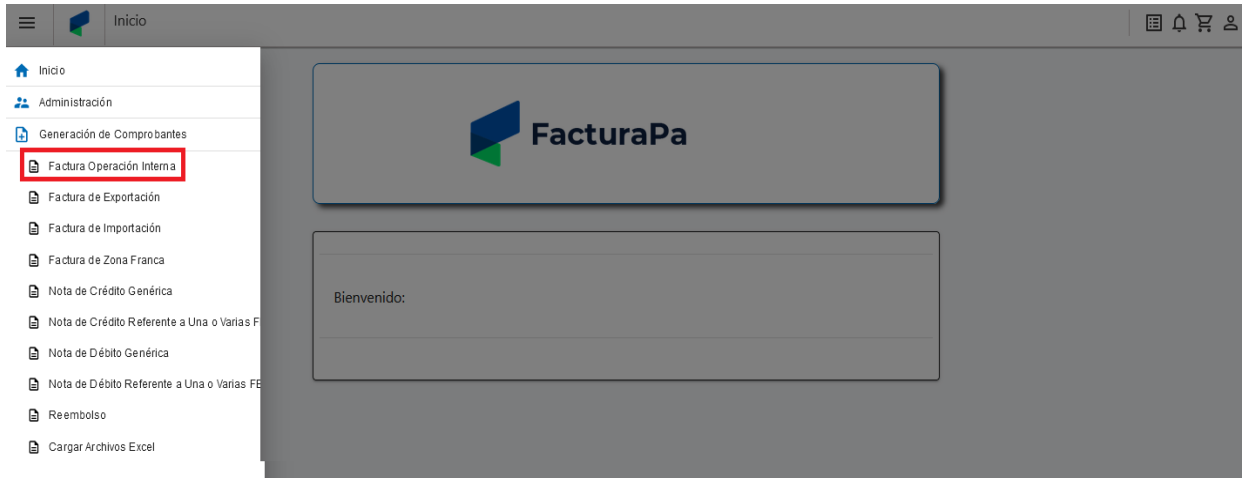 Inicio
Inicio
Administración
Generación de Comprobantes
Factura Operación Interna
Factura de Exportación
Factura de Importación
Factura de Zona Franca
Nota de Crédito Genérica
Nota de Crédito Referente a Una o Varias F
Nota de Débito Genérica
Nota de Débito Referente a Una o Varias FE
Reembolso
Cargar Archivos Excel
FacturaPa
Bienvenido: